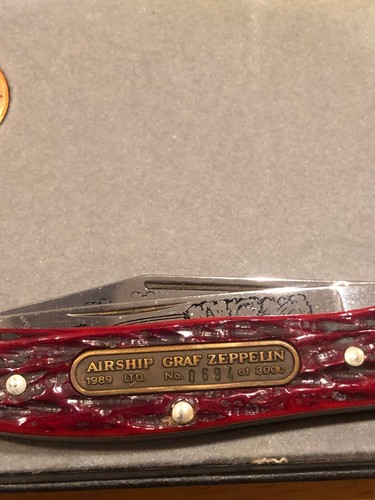 AIRSHIP GRAF ZEPPELIN
1989 LTD. No. 0694 of 3000